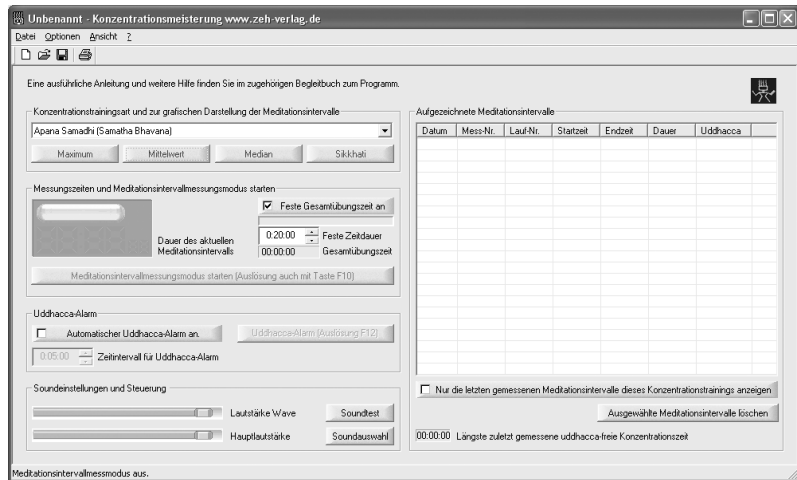 Unbenannt - Konzentrationsmeisterung www.zeh-verlag.de
Datei Optionen Ansicht ?
Eine ausführliche Anleitung und weitere Hilfe finden Sie im zugehörigen Begleitbuch zum Programm.
Konzentrationstrainingsart und zur grafischen Darstellung der Meditationsintervalle
Apana Samadhi (Samatha Bhavana)
Maximum Mittelwert Median Sikkhati
Messungszeiten und Meditationsintervallmessungsmodus starten
Feste Gesamtübungszeit an
0:20:00 Feste Zeitdauer
Dauer des aktuellen Meditationsintervalls
00:00:00 Gesamtübungszeit
Meditationsintervallmessungsmodus starten (Auslösung auch mit Taste F10)
Uddhacca-Alarm
Automatischer Uddhacca-Alarm an. Uddhacca-Alarm (Auslösung F12)
0:05:00 Zeitintervall für Uddhacca-Alarm
Soundeinstellungen und Steuerung
Lautstärke Wave Soundtest
Hauptlautstärke Soundauswahl
Aufgezeichnete Meditationsintervalle
Datum Mess-Nr. Lauf-Nr. Startzeit Endzeit Dauer Uddhacca
Nur die letzten gemessenen Meditationsintervalle dieses Konzentrationstrainings anzeigen
Ausgewählte Meditationsintervalle löschen
00:00:00 Längste zuletzt gemessene uddhacca-freie Konzentrationszeit
Meditationsintervallmessmodus aus.